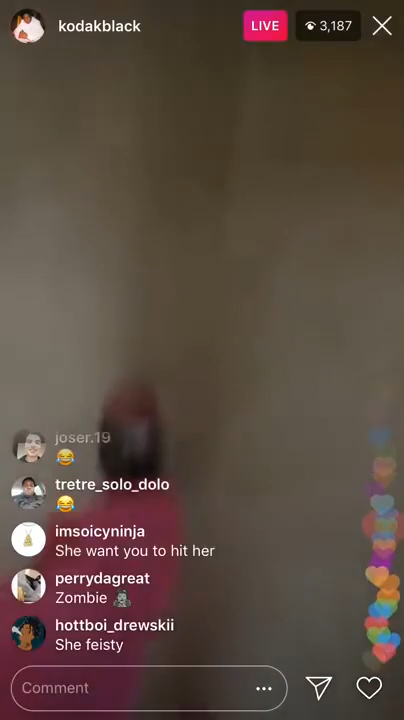 kodakblack
LIVE
3,187
joser.19
😂
tretre_solo_dolo
😂
imsoicyninja
She want you to hit her
perrydagreat
Zombie 🧟‍♂️
hottboi_drewskii
She feisty
Comment